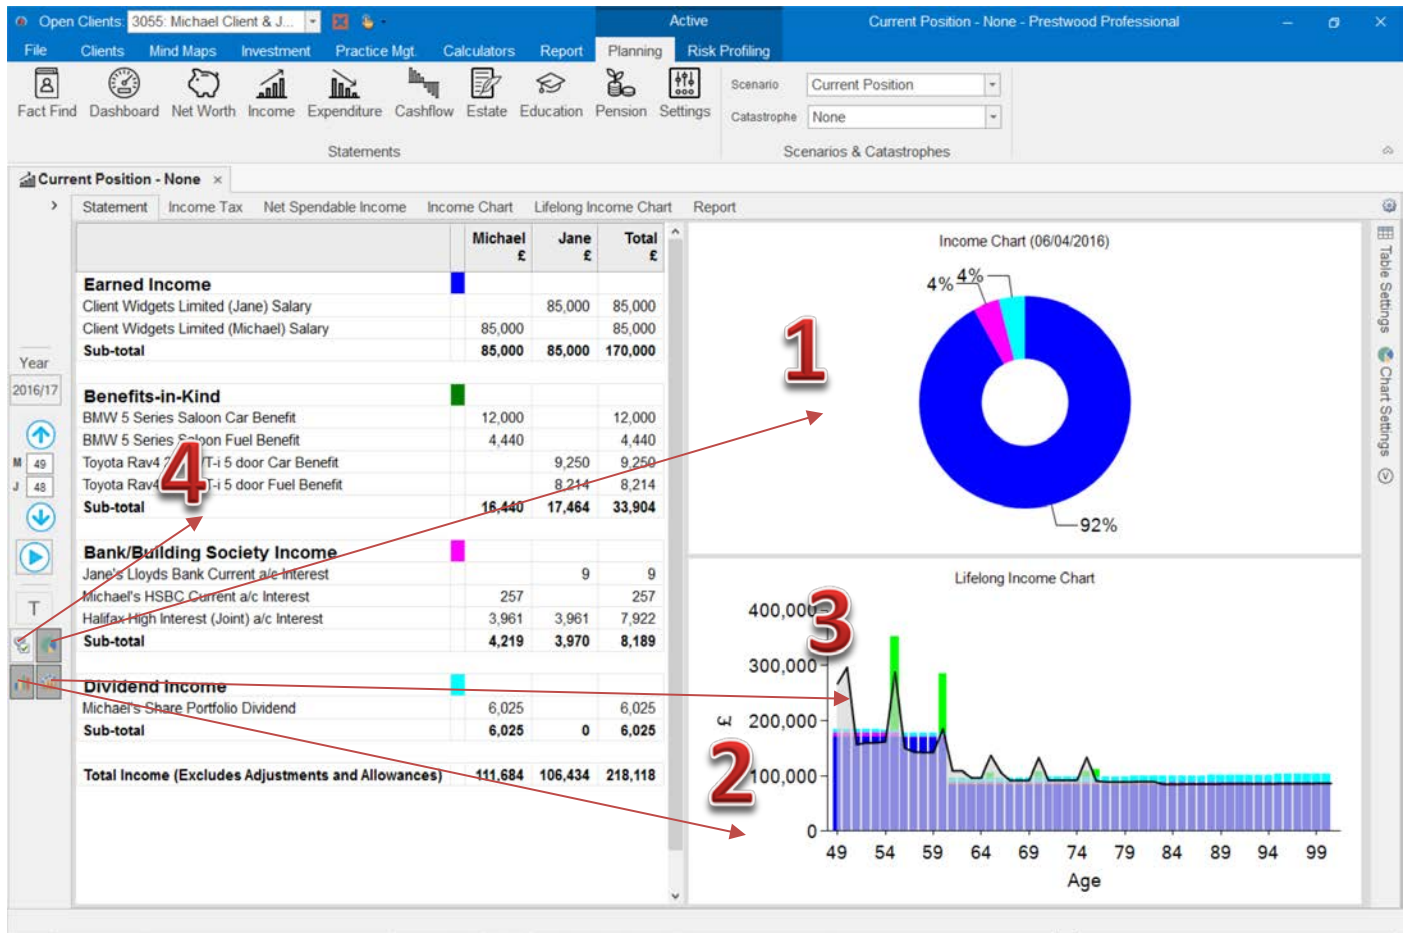 Open Clients: 3055: Michael Client & J... Active Current Position - None - Prestwood Professional
File Clients Mind Maps Investment Practice Mgt. Calculators Report Planning Risk Profiling
Fact Find Dashboard Net Worth Income Expenditure Cashflow Estate Education Pension Settings
Scenario Current Position
Catastrophe None
Statements Scenarios & Catastrophes
Current Position - None
Statement Income Tax Net Spendable Income Income Chart Lifelong Income Chart Report
Michael £ Jane £ Total £
Earned Income
Client Widgets Limited (Jane) Salary 85,000 85,000
Client Widgets Limited (Michael) Salary 85,000 85,000
Sub-total 85,000 85,000 170,000
Benefits-in-Kind
BMW 5 Series Saloon Car Benefit 12,000 12,000
BMW 5 Series Saloon Fuel Benefit 4,440 4,440
Toyota Rav4 T-i 5 door Car Benefit 9,250 9,250
Toyota Rav4 T-i 5 door Fuel Benefit 8,214 8,214
Sub-total 16,440 17,464 33,904
Bank/Building Society Income
Jane's Lloyds Bank Current a/c Interest 9 9
Michael's HSBC Current a/c Interest 257 257
Halifax High Interest (Joint) a/c Interest 3,961 3,961 7,922
Sub-total 4,219 3,970 8,189
Dividend Income
Michael's Share Portfolio Dividend 6,025 6,025
Sub-total 6,025 0 6,025
Total Income (Excludes Adjustments and Allowances) 111,684 106,434 218,118
Year
2016/17
M 49
J 48
T
4
1
3
2
Income Chart (06/04/2016)
4% 4%
92%
Lifelong Income Chart
400,000
300,000
200,000
100,000
0
£
49 54 59 64 69 74 79 84 89 94 99
Age
Table Settings
Chart Settings